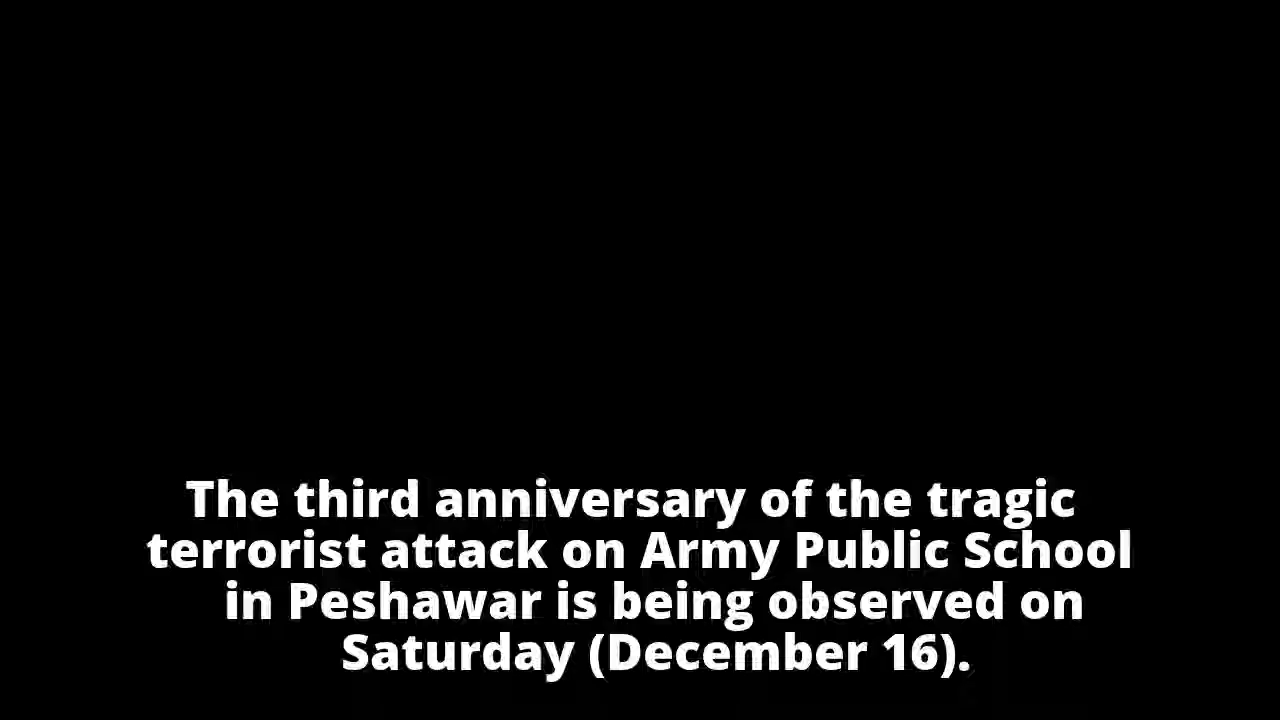 The third anniversary of the tragic
terrorist attack on Army Public School
in Peshawar is being observed on
Saturday (December 16).